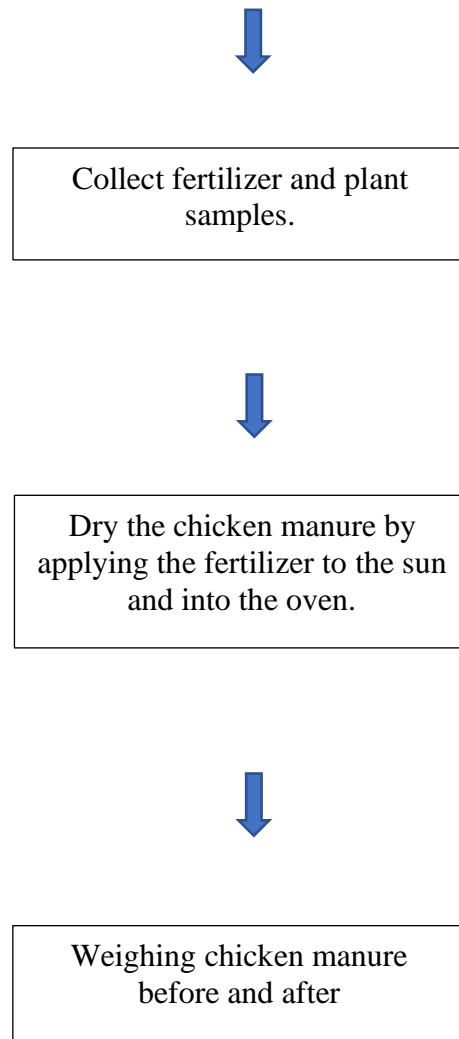 Collect fertilizer and plant
samples.
Dry the chicken manure by
applying the fertilizer to the sun
and into the oven.
Weighing chicken manure
before and after